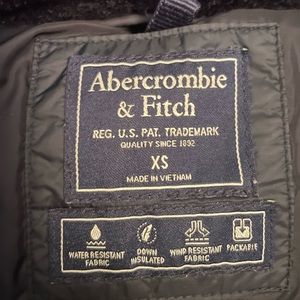 Abercrombie
& Fitch
REG. U.S. PAT. TRADEMARK
QUALITY SINCE 1892
XS
MADE IN VIETNAM
WATER RESISTANT
FABRIC
DOWN
INSULATED
WIND RESISTANT
FABRIC
PACKABLE